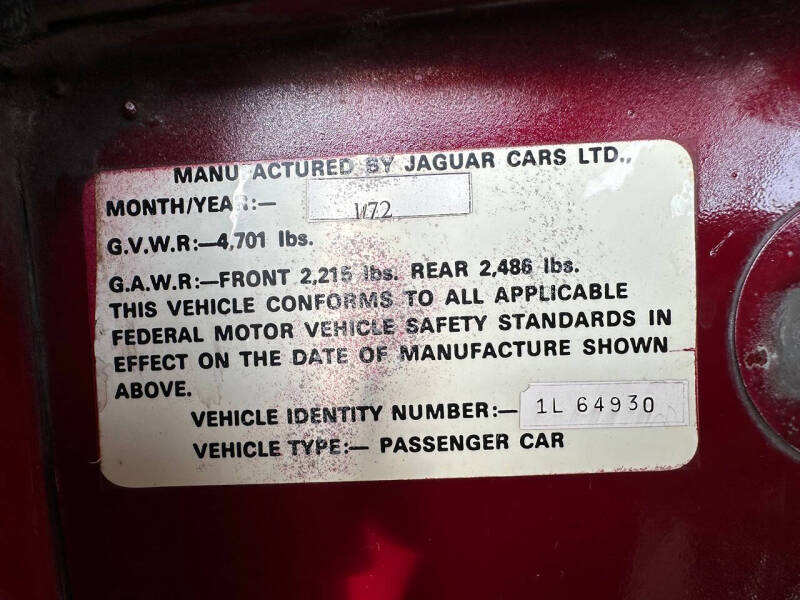 MANU ACTURED BY JAGUAR CARS LTD.,
MONTH/YEAR:— 1/72
G.V.W.R:—4,701 lbs.
G.A.W.R:—FRONT 2,215 lbs. REAR 2,486 lbs.
THIS VEHICLE CONFORMS TO ALL APPLICABLE
FEDERAL MOTOR VEHICLE SAFETY STANDARDS IN
EFFECT ON THE DATE OF MANUFACTURE SHOWN
ABOVE.
VEHICLE IDENTITY NUMBER:— 1L 64930
VEHICLE TYPE:— PASSENGER CAR